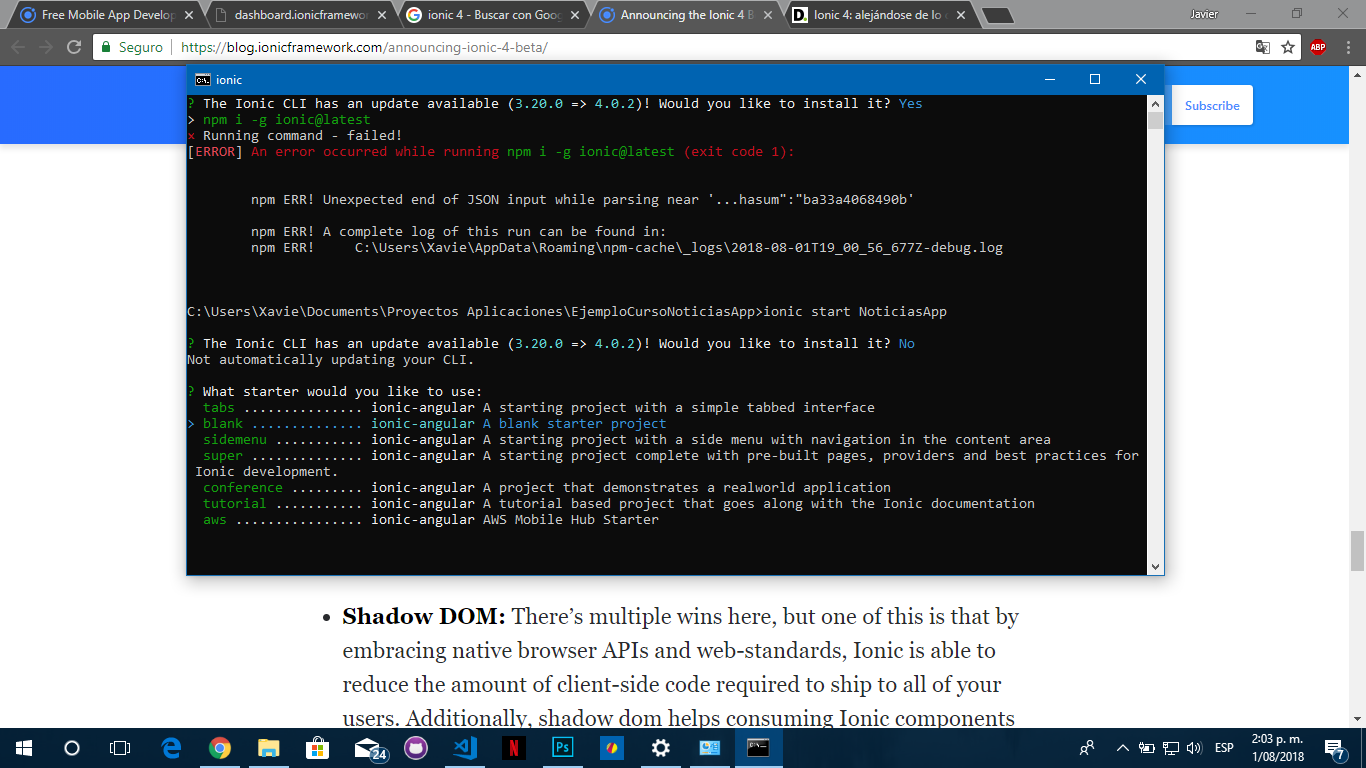 Free Mobile App Develop
dashboard.ionicframewor
ionic 4 - Buscar con Goog
Announcing the Ionic 4 B
Ionic 4: alejándose de lo
Javier
Seguro
https://blog.ionicframework.com/announcing-ionic-4-beta/
ABP
ionic
Subscribe
? The Ionic CLI has an update available (3.20.0 => 4.0.2)! Would you like to install it? Yes
> npm i -g ionic@latest
× Running command - failed!
[ERROR] An error occurred while running npm i -g ionic@latest (exit code 1):
npm ERR! Unexpected end of JSON input while parsing near '...hasum":"ba33a4068490b'
npm ERR! A complete log of this run can be found in:
npm ERR!     C:\Users\Xavie\AppData\Roaming\npm-cache\_logs\2018-08-01T19_00_56_677Z-debug.log
C:\Users\Xavie\Documents\Proyectos Aplicaciones\EjemploCursoNoticiasApp>ionic start NoticiasApp
? The Ionic CLI has an update available (3.20.0 => 4.0.2)! Would you like to install it? No
Not automatically updating your CLI.
? What starter would you like to use:
tabs ............... ionic-angular A starting project with a simple tabbed interface
> blank .............. ionic-angular A blank starter project
sidemenu ........... ionic-angular A starting project with a side menu with navigation in the content area
super .............. ionic-angular A starting project complete with pre-built pages, providers and best practices for
Ionic development.
conference ......... ionic-angular A project that demonstrates a realworld application
tutorial ........... ionic-angular A tutorial based project that goes along with the Ionic documentation
aws ................ ionic-angular AWS Mobile Hub Starter
• Shadow DOM: There’s multiple wins here, but one of this is that by
embracing native browser APIs and web-standards, Ionic is able to
reduce the amount of client-side code required to ship to all of your
users. Additionally, shadow dom helps consuming Ionic components
24
N
Ps
ESP
2:03 p. m.
1/08/2018
7